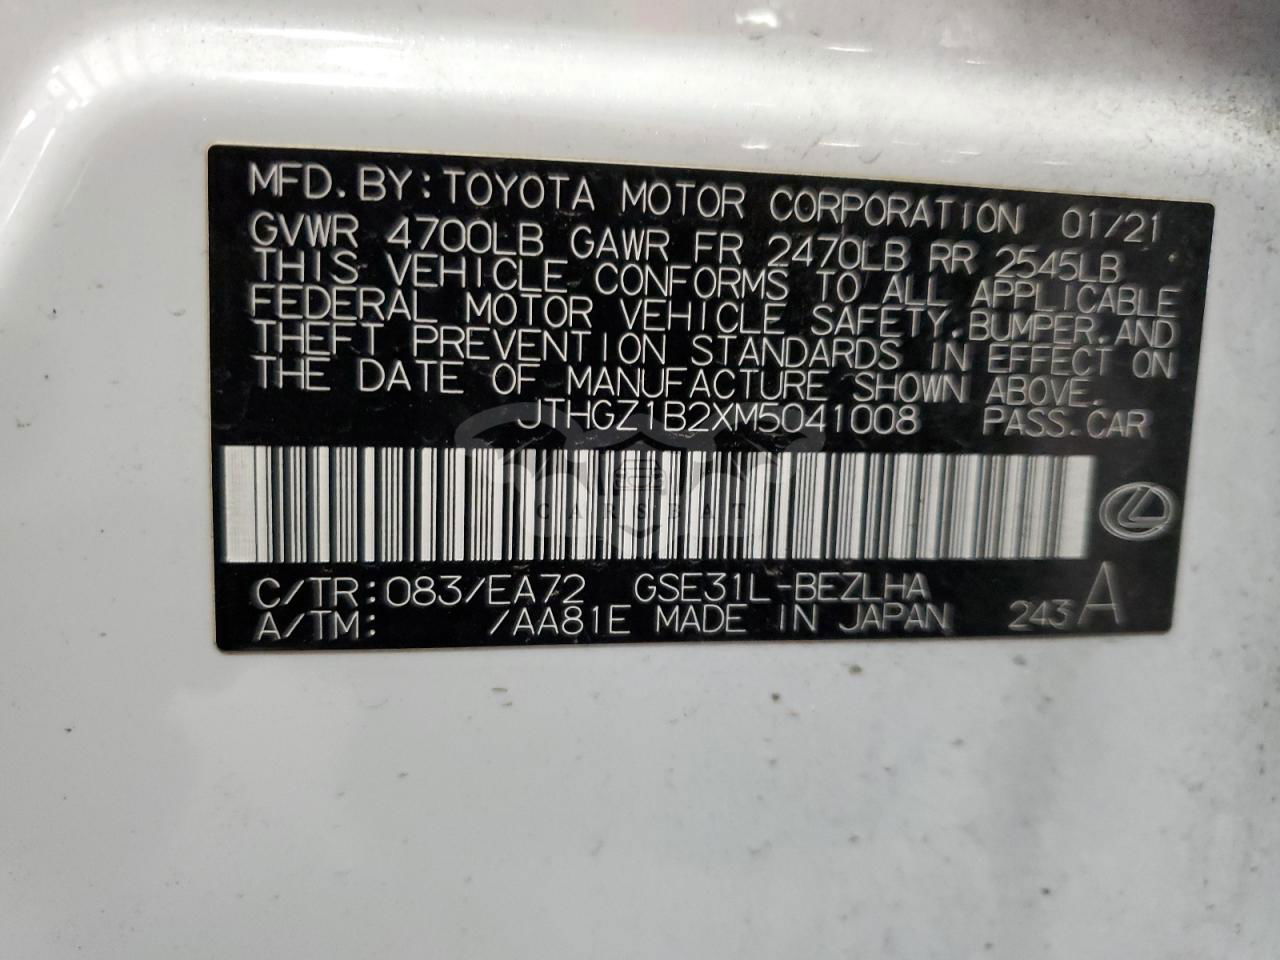 MFD.BY:TOYOTA MOTOR CORPORATION 01/21
GVWR 4700LB GAWR FR 2470LB RR 2545LB
THIS VEHICLE CONFORMS TO ALL APPLICABLE
FEDERAL MOTOR VEHICLE SAFETY,BUMPER,AND
THEFT PREVENTION STANDARDS IN EFFECT ON
THE DATE OF MANUFACTURE SHOWN ABOVE.
JTHGZ1B2XM5041008 PASS.CAR
CARSBAT
C/TR:083/EA72 GSE31L-BEZLHA
A/TM: /AA81E MADE IN JAPAN 243 A